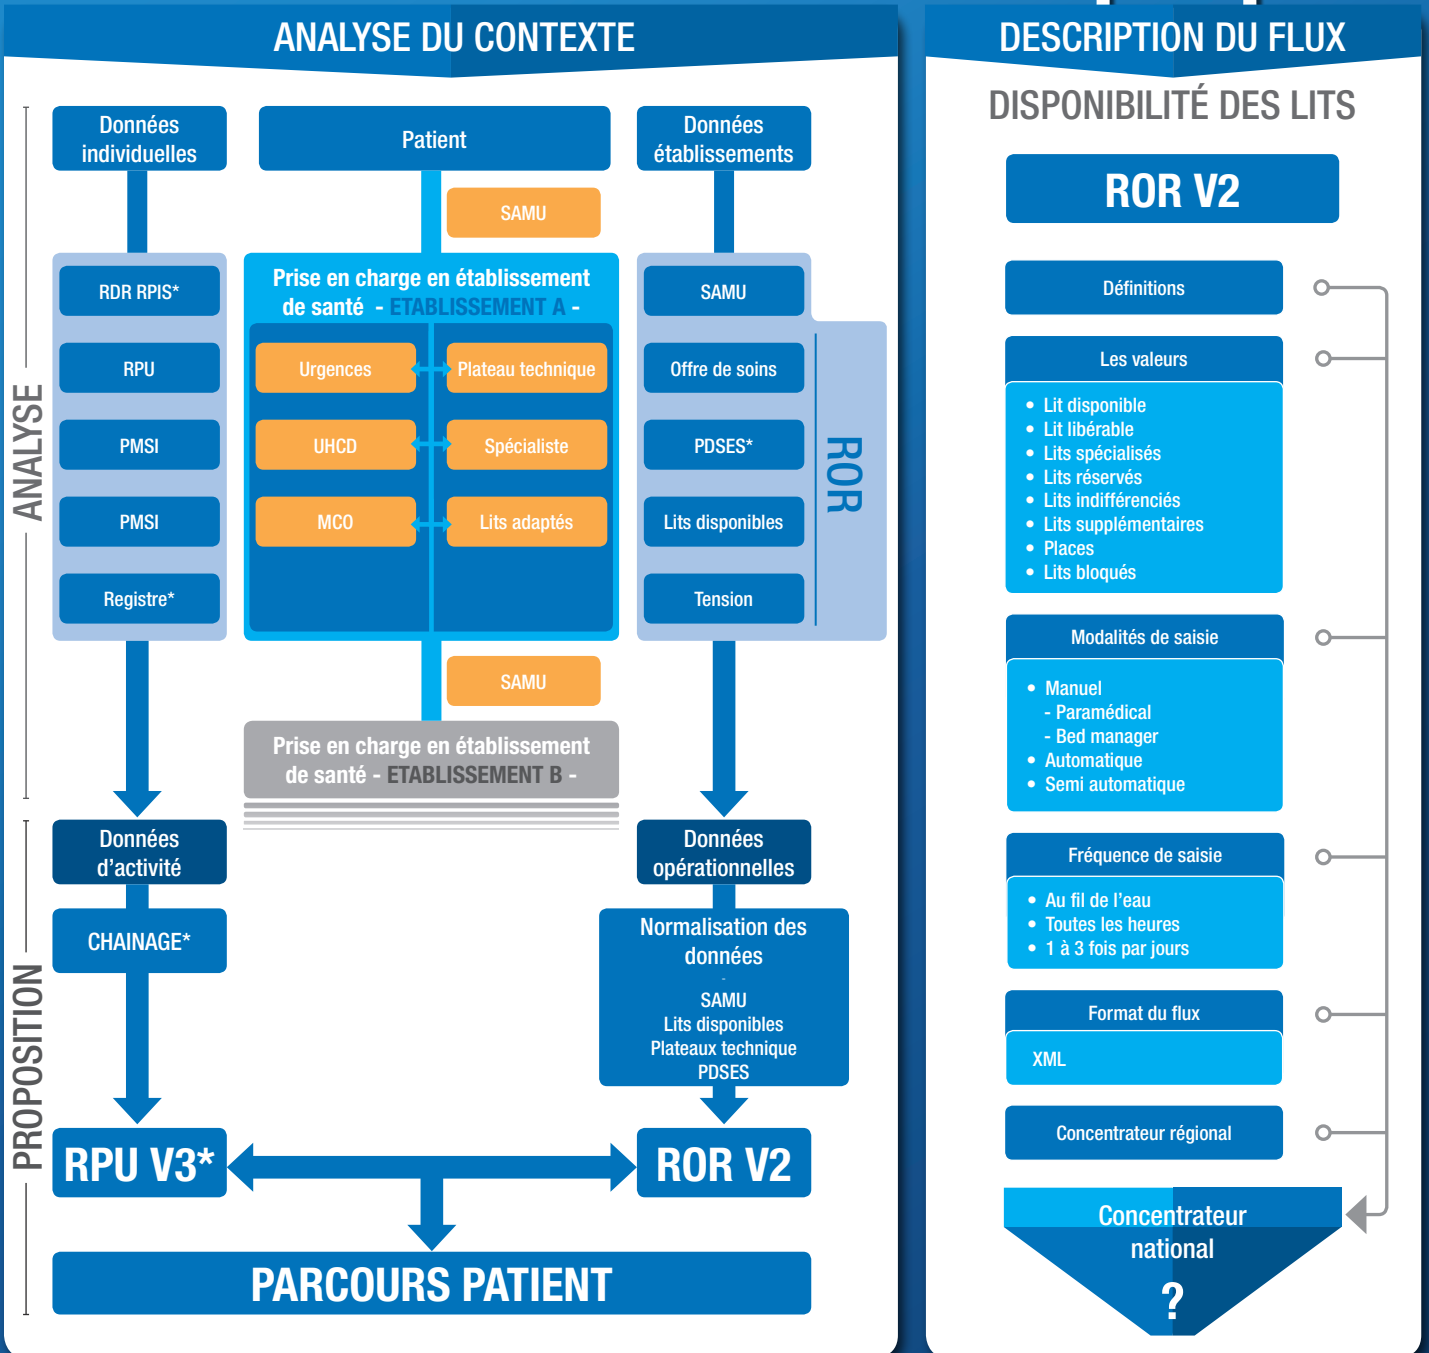 ANALYSE DU CONTEXTE
ANALYSE
PROPOSITION
Données
individuelles
RDR RPIS*
RPU
PMSI
PMSI
Registre*
Données
d'activité
CHAINAGE*
RPU V3*
Patient
SAMU
Prise en charge en établissement
de santé - ETABLISSEMENT A -
Urgences
Plateau technique
UHCD
Spécialiste
MCO
Lits adaptés
SAMU
Prise en charge en établissement
de santé - ETABLISSEMENT B -
Données
établissements
SAMU
Offre de soins
PDSES*
Lits disponibles
Tension
ROR
Données
opérationnelles
Normalisation des
données
-
SAMU
Lits disponibles
Plateaux technique
PDSES
ROR V2
PARCOURS PATIENT
DESCRIPTION DU FLUX
DISPONIBILITÉ DES LITS
ROR V2
Définitions
Les valeurs
• Lit disponible
• Lit libérable
• Lits spécialisés
• Lits réservés
• Lits indifférenciés
• Lits supplémentaires
• Places
• Lits bloqués
Modalités de saisie
• Manuel
- Paramédical
- Bed manager
• Automatique
• Semi automatique
Fréquence de saisie
• Au fil de l'eau
• Toutes les heures
• 1 à 3 fois par jours
Format du flux
XML
Concentrateur régional
Concentrateur
national
?